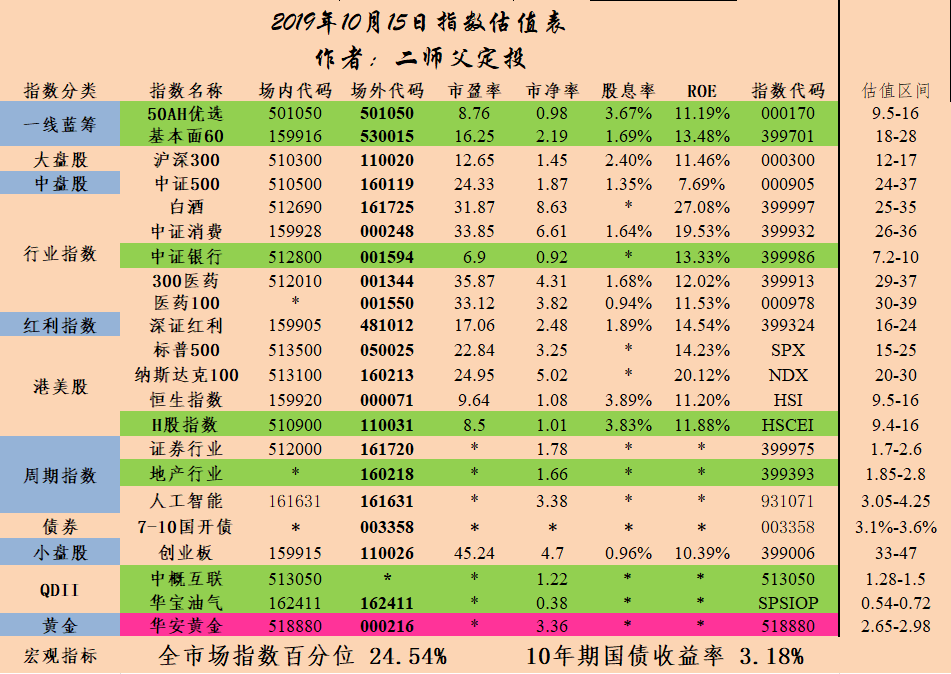 2019年10月15日指数估值表
作者：二师父定投
指数分类 指数名称 场内代码 场外代码 市盈率 市净率 股息率 ROE 指数代码 估值区间
一线蓝筹 50AH优选 501050 501050 8.76 0.98 3.67% 11.19% 000170 9.5-16
基本面60 159916 530015 16.25 2.19 1.69% 13.48% 399701 18-28
大盘股 沪深300 510300 110020 12.65 1.45 2.40% 11.46% 000300 12-17
中盘股 中证500 510500 160119 24.33 1.87 1.35% 7.69% 000905 24-37
行业指数 白酒 512690 161725 31.87 8.63 * 27.08% 399997 25-35
中证消费 159928 000248 33.85 6.61 1.64% 19.53% 399932 26-36
中证银行 512800 001594 6.9 0.92 * 13.33% 399986 7.2-10
300医药 512010 001344 35.87 4.31 1.68% 12.02% 399913 29-37
医药100 * 001550 33.12 3.82 0.94% 11.53% 000978 30-39
红利指数 深证红利 159905 481012 17.06 2.48 1.89% 14.54% 399324 16-24
港美股 标普500 513500 050025 22.84 3.25 * 14.23% SPX 15-25
纳斯达克100 513100 160213 24.95 5.02 * 20.12% NDX 20-30
恒生指数 159920 000071 9.64 1.08 3.89% 11.20% HSI 9.5-16
H股指数 510900 110031 8.5 1.01 3.83% 11.88% HSCEI 9.4-16
周期指数 证券行业 512000 161720 * 1.78 * * 399975 1.7-2.6
地产行业 * 160218 * 1.66 * * 399393 1.85-2.8
人工智能 161631 161631 * 3.38 * * 931071 3.05-4.25
债券 7-10国开债 * 003358 * * * * 003358 3.1%-3.6%
小盘股 创业板 159915 110026 45.24 4.7 0.96% 10.39% 399006 33-47
QDII 中概互联 513050 * * 1.22 * * 513050 1.28-1.5
华宝油气 162411 162411 * 0.38 * * SPSIOP 0.54-0.72
黄金 华安黄金 518880 000216 * 3.36 * * 518880 2.65-2.98
宏观指标 全市场指数百分位 24.54% 10年期国债收益率 3.18%